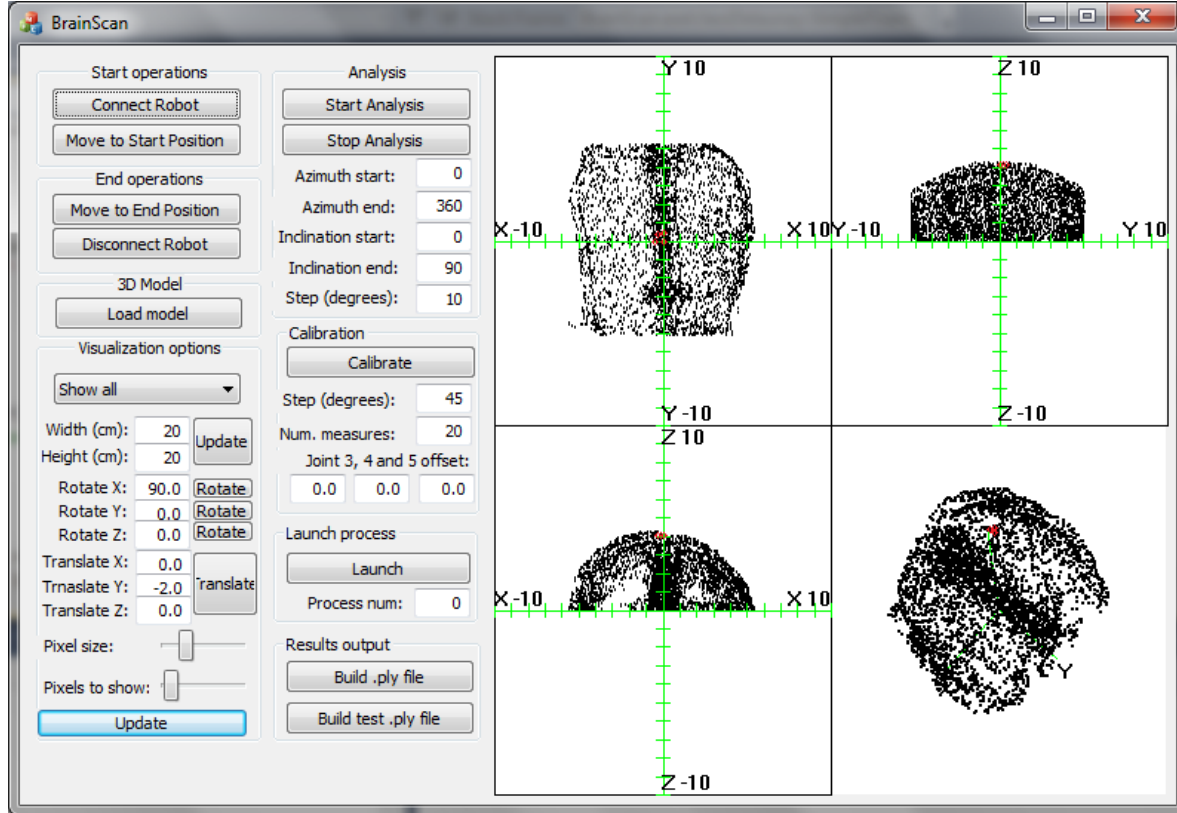 BrainScan
Start operations
Connect Robot
Move to Start Position
End operations
Move to End Position
Disconnect Robot
3D Model
Load model
Visualization options
Show all
Width (cm): 20
Height (cm): 20
Update
Rotate X: 90.0 Rotate
Rotate Y: 0.0 Rotate
Rotate Z: 0.0 Rotate
Translate X: 0.0
Trnaslate Y: -2.0
Translate Z: 0.0
Translate
Pixel size:
Pixels to show:
Update
Analysis
Start Analysis
Stop Analysis
Azimuth start: 0
Azimuth end: 360
Inclination start: 0
Inclination end: 90
Step (degrees): 10
Calibration
Calibrate
Step (degrees): 45
Num. measures: 20
Joint 3, 4 and 5 offset:
0.0 0.0 0.0
Launch process
Launch
Process num: 0
Results output
Build .ply file
Build test .ply file
Y 10
X -10 X 10
Y -10
Z 10
Y -10 Y 10
Z -10
Z 10
X -10 X 10
Z -10
Y